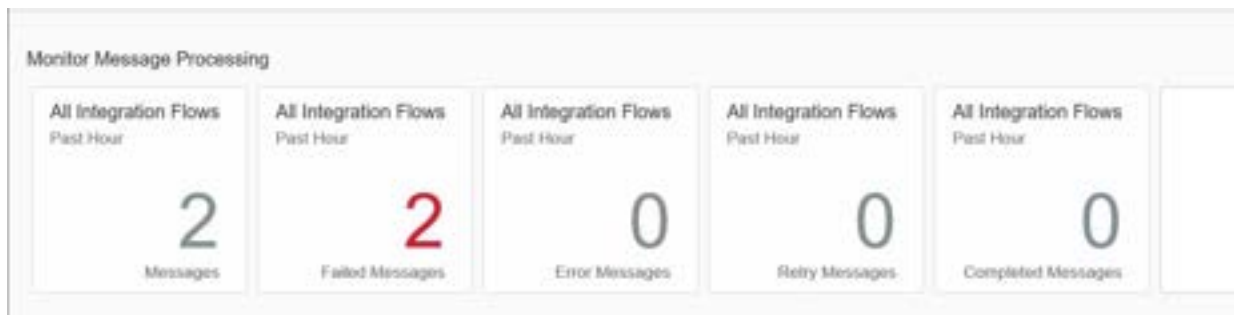 Monitor Message Processing
All Integration Flows
Past Hour
2
Messages
All Integration Flows
Past Hour
2
Failed Messages
All Integration Flows
Past Hour
0
Error Messages
All Integration Flows
Past Hour
0
Retry Messages
All Integration Flows
Past Hour
0
Completed Messages